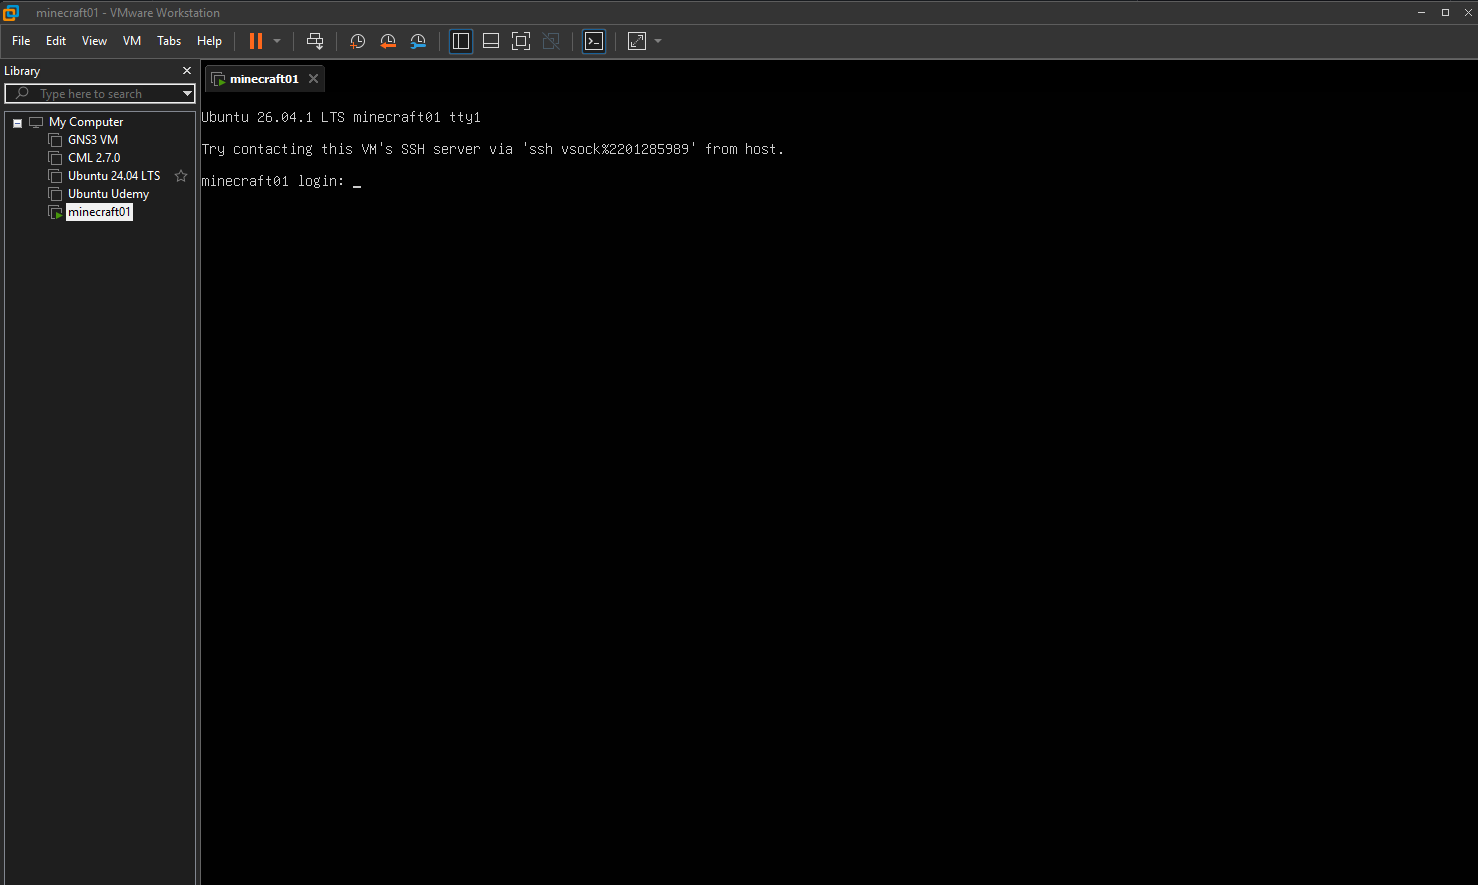 minecraft01 - VMware Workstation
File Edit View VM Tabs Help
Library
Type here to search
My Computer
GNS3 VM
CML 2.7.0
Ubuntu 24.04 LTS
Ubuntu Udemy
minecraft01
minecraft01
Ubuntu 26.04.1 LTS minecraft01 tty1
Try contacting this VM's SSH server via 'ssh vsock%2201285989' from host.
minecraft01 login: _